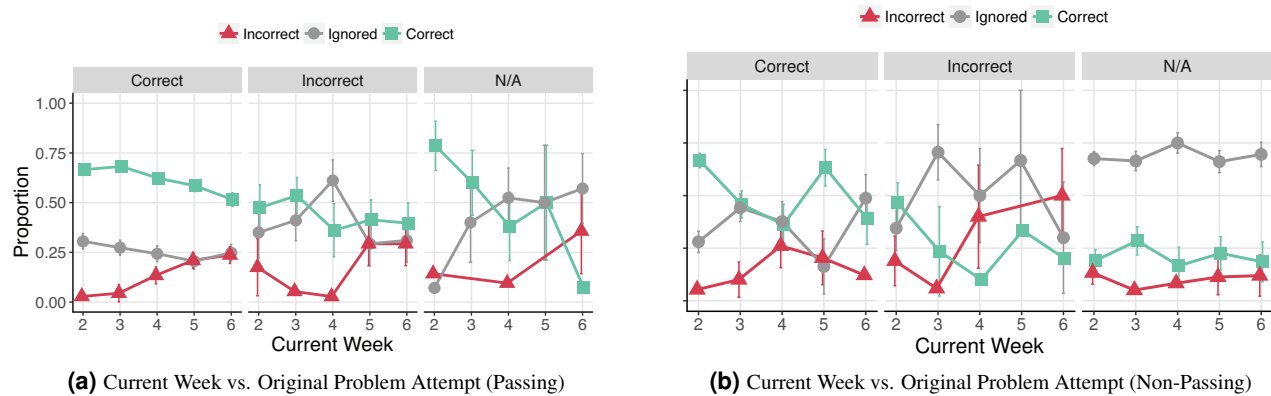 Incorrect Ignored Correct
Correct Incorrect N/A
1.00
0.75
0.50
0.25
0.00
Proportion
2 3 4 5 6 2 3 4 5 6 2 3 4 5 6
Current Week
(a) Current Week vs. Original Problem Attempt (Passing)
Incorrect Ignored Correct
Correct Incorrect N/A
2 3 4 5 6 2 3 4 5 6 2 3 4 5 6
Current Week
(b) Current Week vs. Original Problem Attempt (Non-Passing)